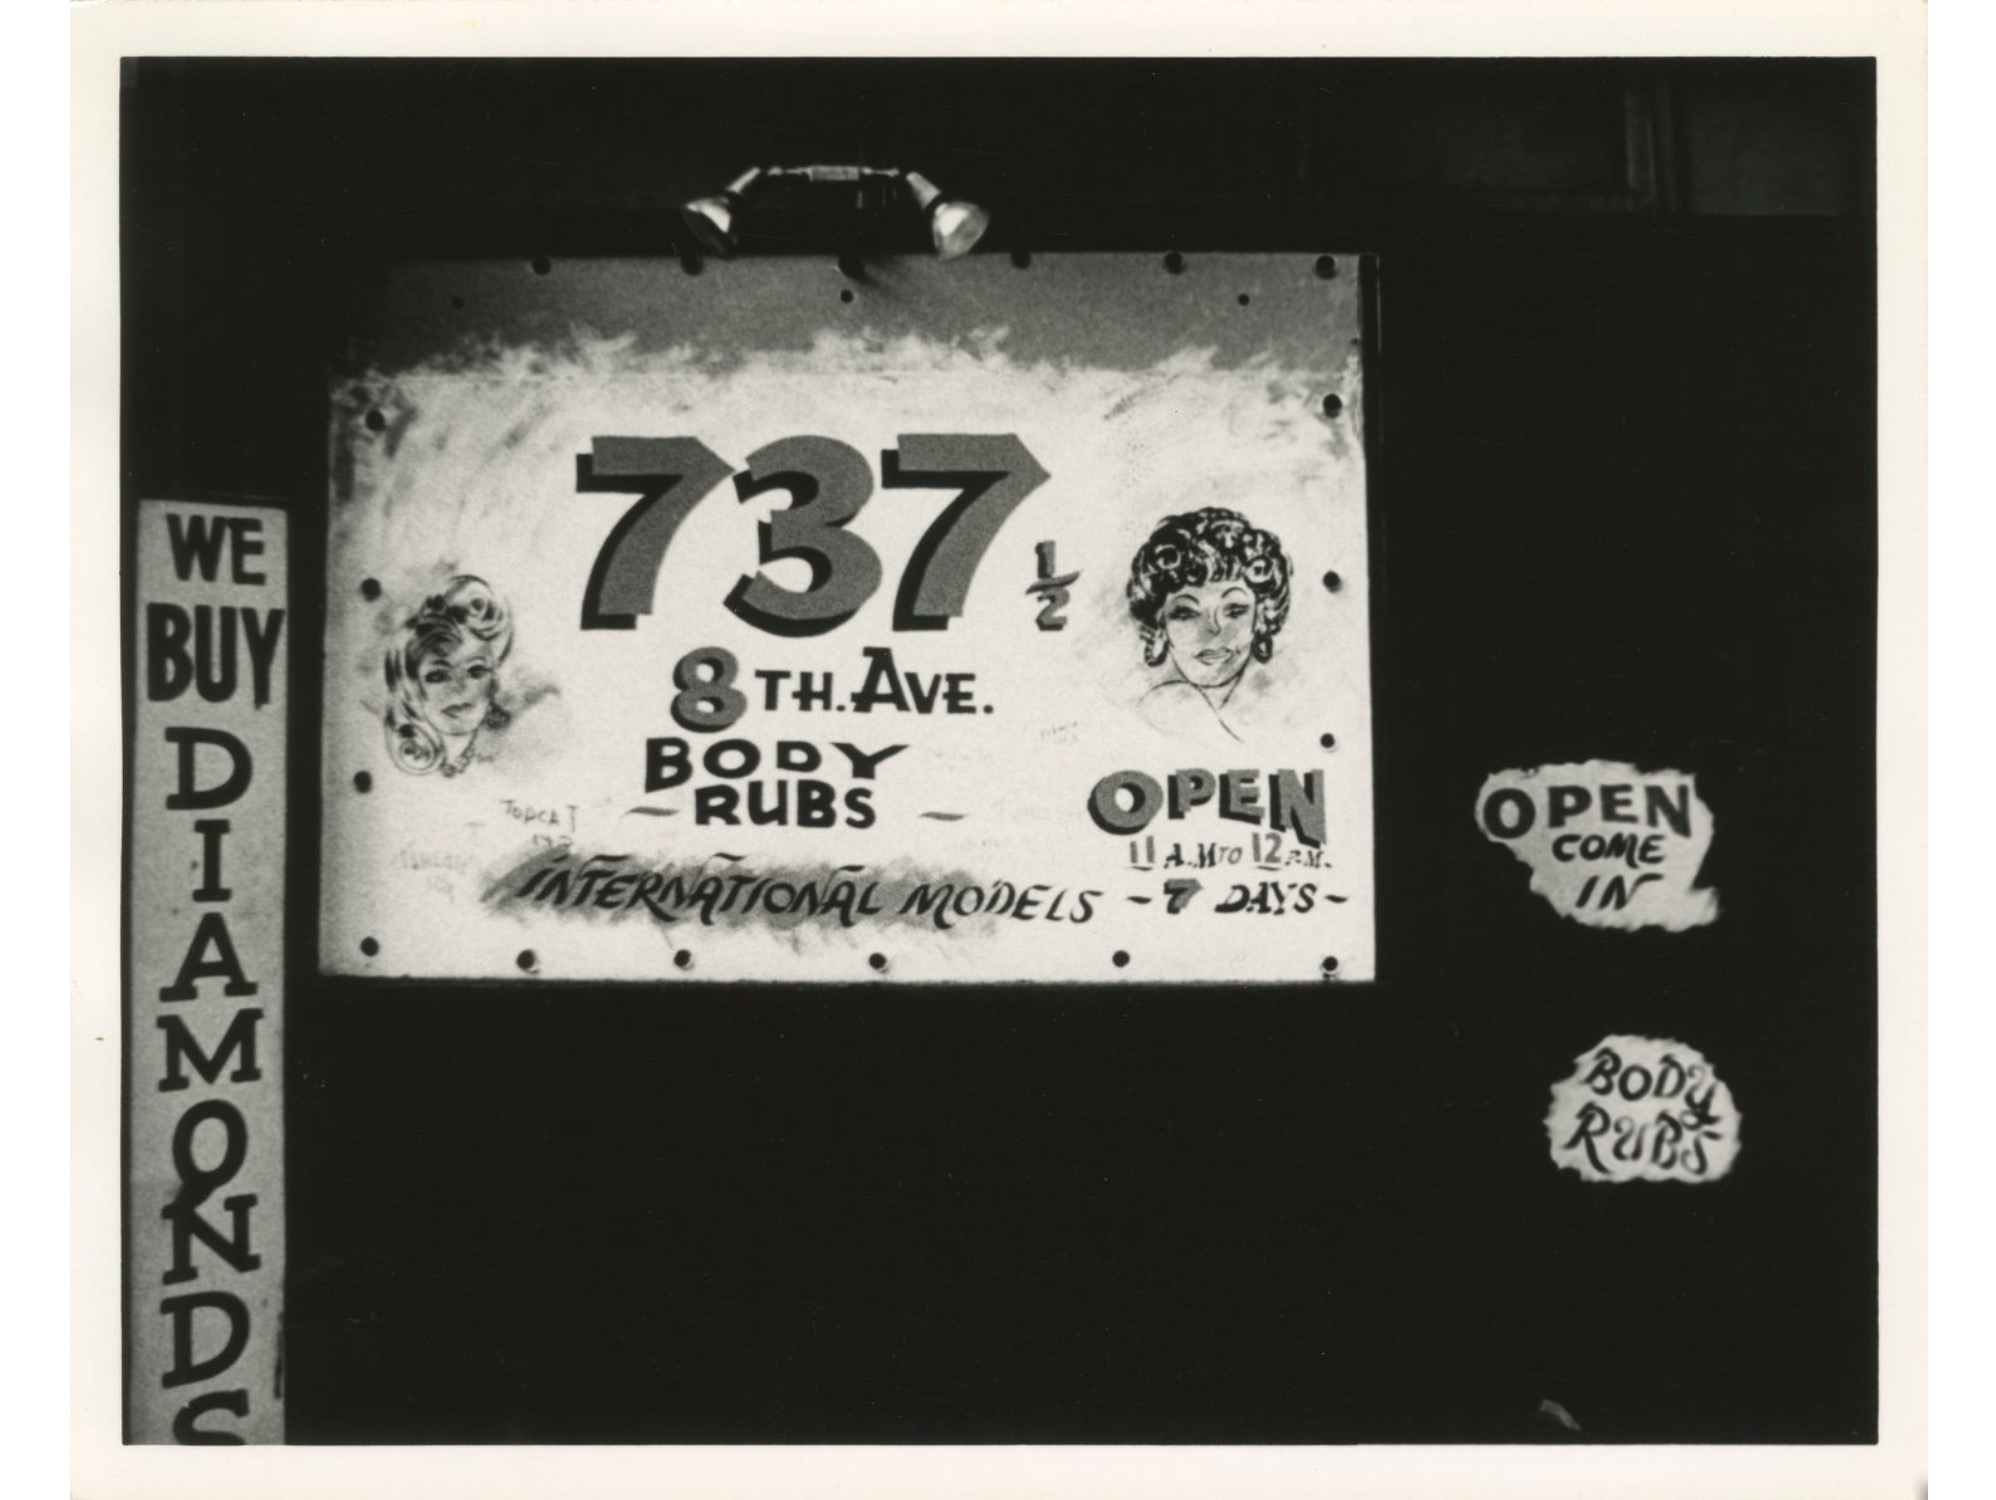 WE
BUY
DIAMONDS
737 1/2
8TH. AVE.
BODY
- RUBS -
TOPCAT
INTERNATIONAL MODELS
OPEN
11 A.M TO 12 P.M.
- 7 DAYS -
OPEN
COME
IN
BODY
RUBS